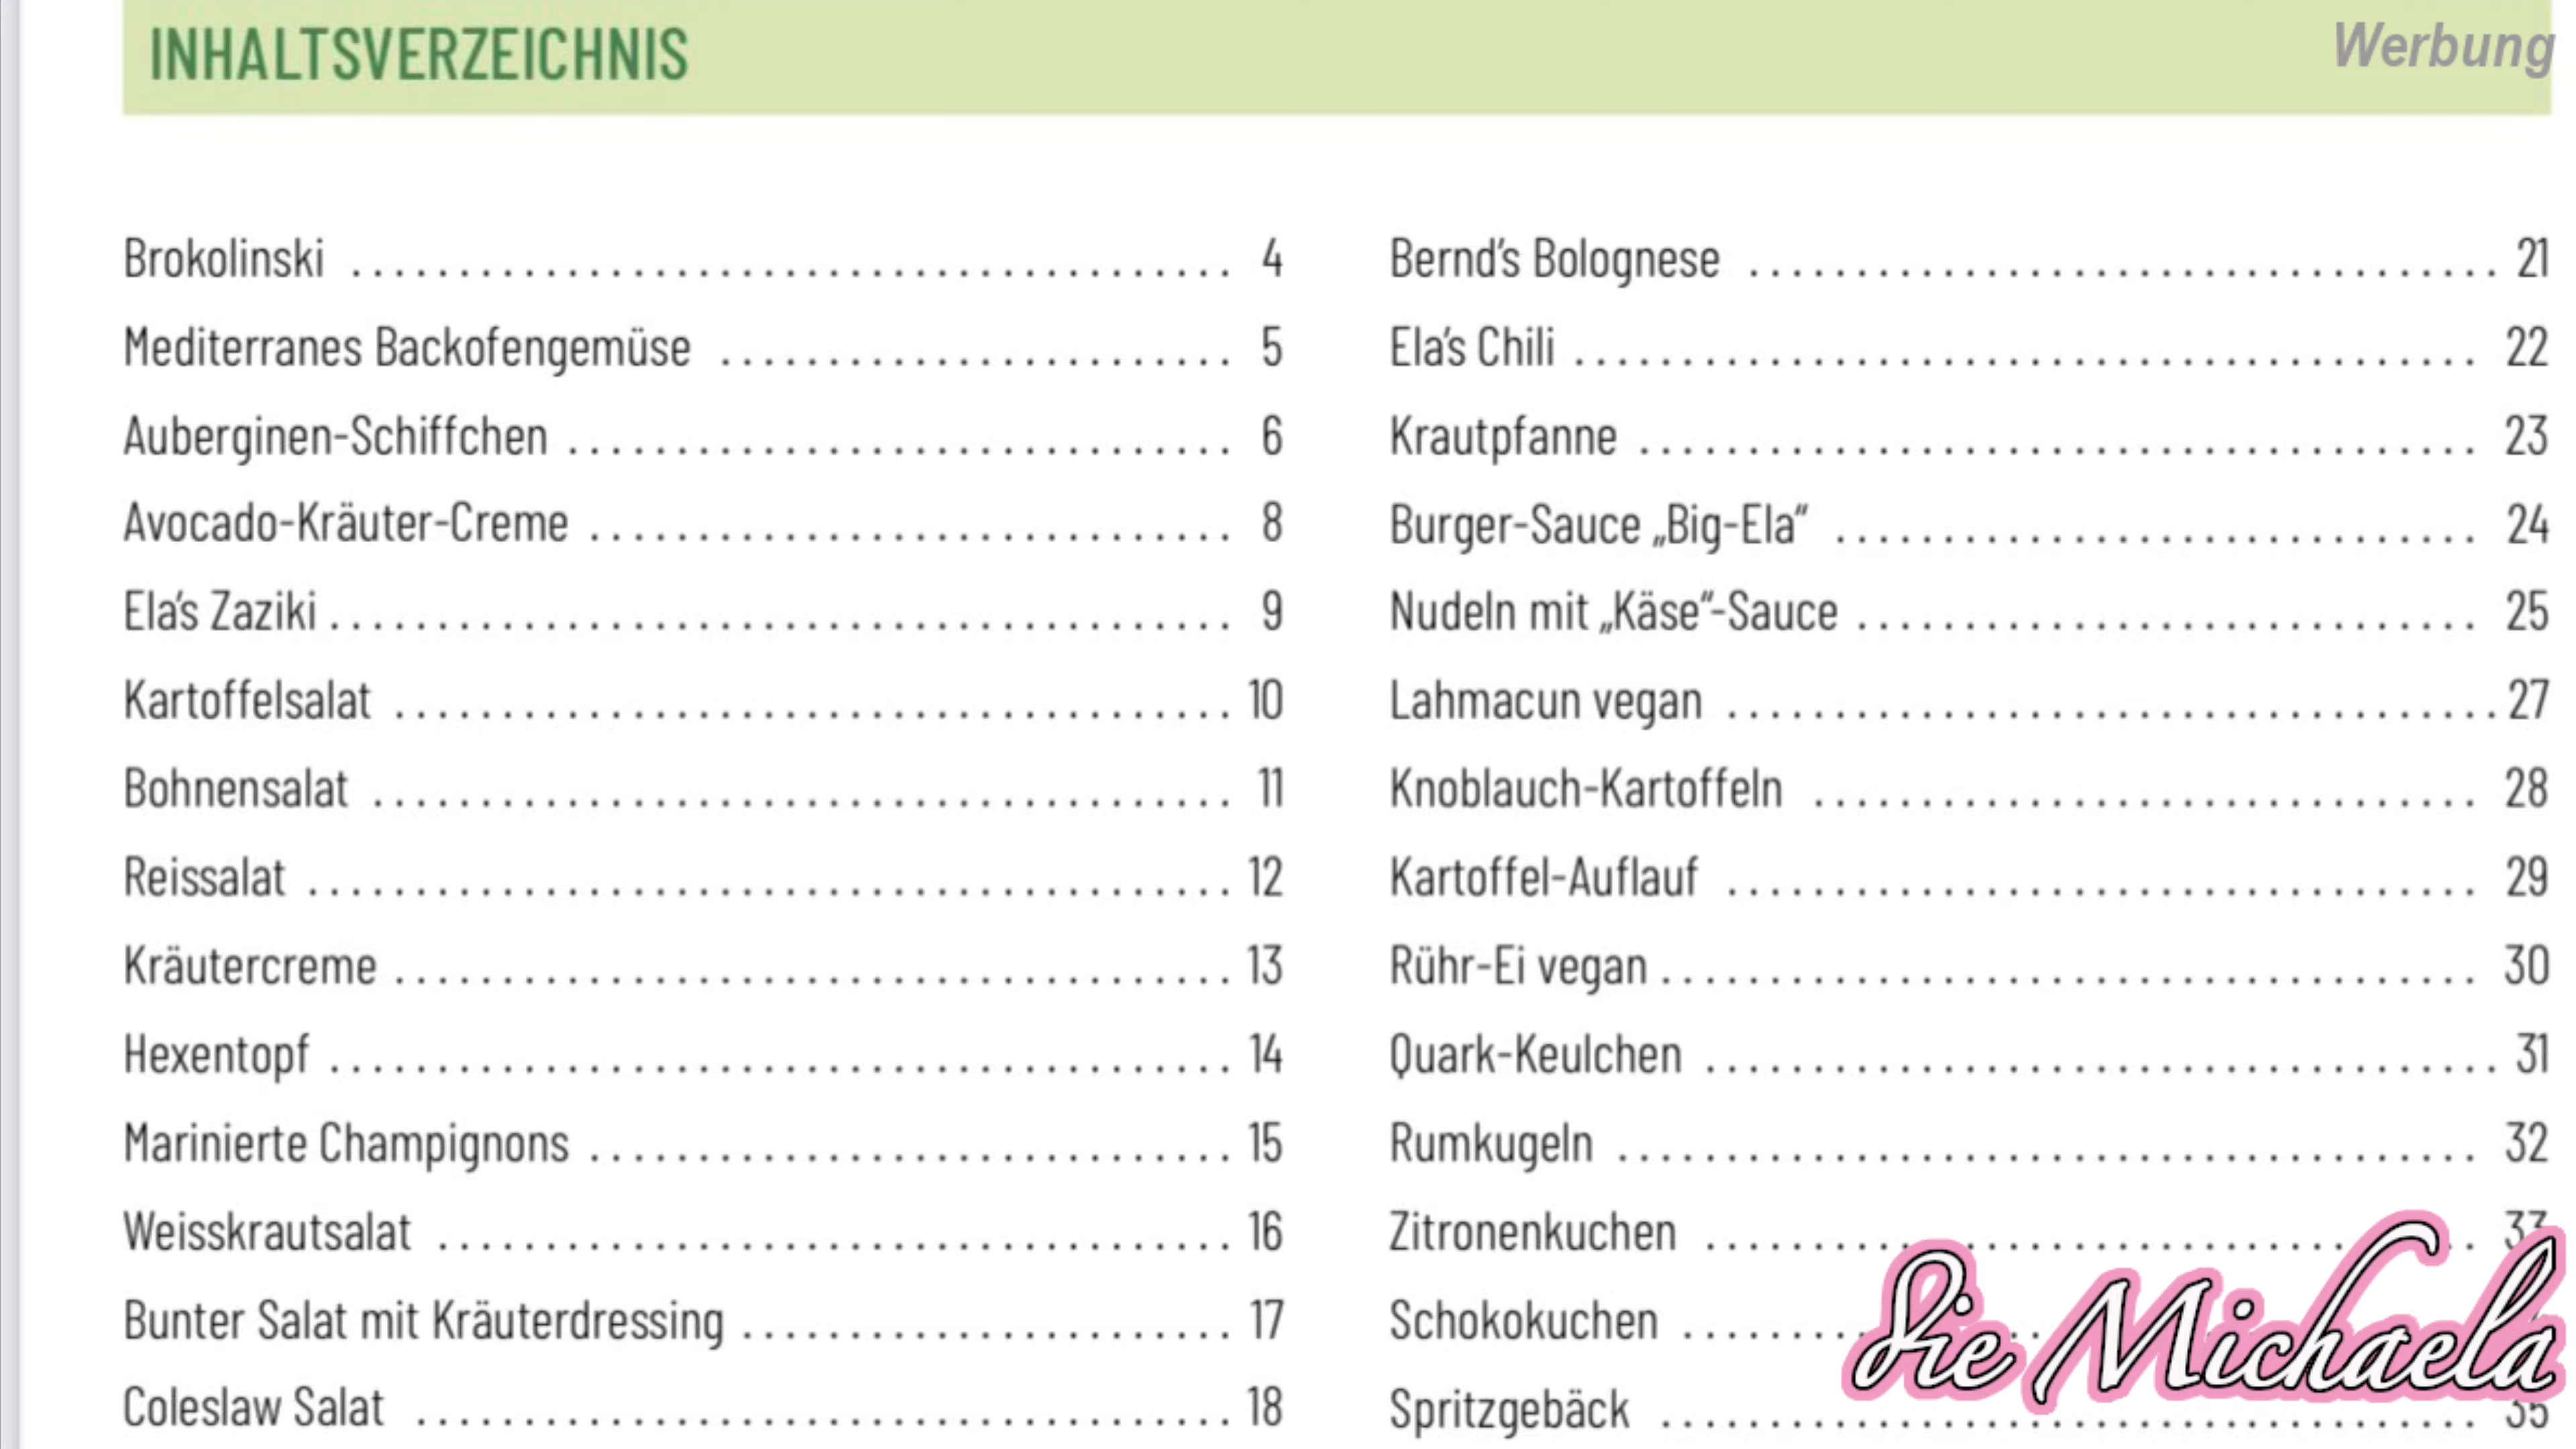 INHALTSVERZEICHNIS
Werbung
Brokolinski ........................................ 4
Mediterranes Backofengemüse ........................ 5
Auberginen-Schiffchen ............................... 6
Avocado-Kräuter-Creme .............................. 8
Ela's Zaziki .......................................... 9
Kartoffelsalat ....................................... 10
Bohnensalat ........................................ 11
Reissalat ........................................... 12
Kräutercreme ....................................... 13
Hexentopf .......................................... 14
Marinierte Champignons .............................. 15
Weisskrautsalat ..................................... 16
Bunter Salat mit Kräuterdressing ....................... 17
Coleslaw Salat ...................................... 18
Bernd's Bolognese ................................... 21
Ela's Chili .......................................... 22
Krautpfanne ....................................... 23
Burger-Sauce „Big-Ela“ .............................. 24
Nudeln mit „Käse“-Sauce ............................. 25
Lahmacun vegan .................................... 27
Knoblauch-Kartoffeln ............................... 28
Kartoffel-Auflauf ................................... 29
Rühr-Ei vegan ...................................... 30
Quark-Keulchen ..................................... 31
Rumkugeln ........................................ 32
Zitronenkuchen .................................... 33
Schokokuchen ........
Spritzgebäck ...................................... 35
Die Michaela